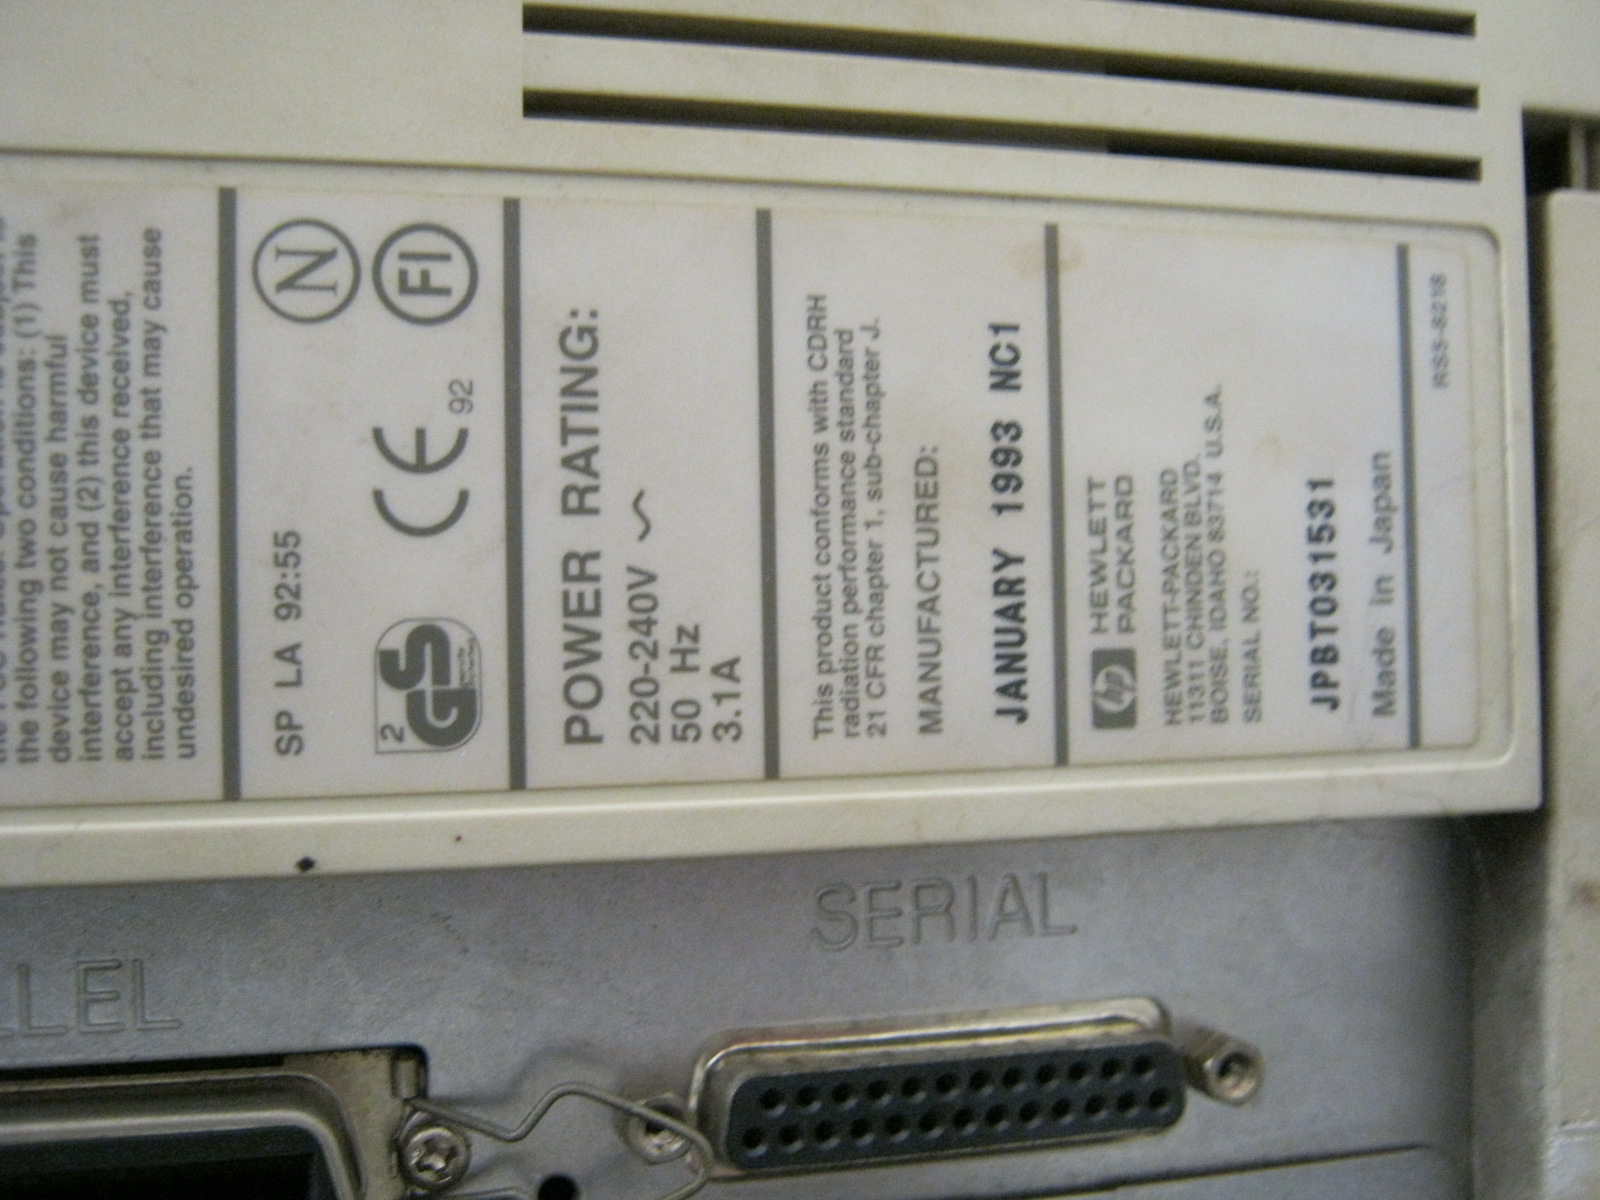 the following two conditions: (1) This
device may not cause harmful
interference, and (2) this device must
accept any interference received,
including interference that may cause
undesired operation.
SP LA 92:55
N
2
GS
CE 92
FI
POWER RATING:
220-240V ~
50 Hz
3.1A
This product conforms with CDRH
radiation performance standard
21 CFR chapter 1, sub-chapter J.
MANUFACTURED:
JANUARY 1993 NC1
hp HEWLETT
PACKARD
HEWLETT-PACKARD
11311 CHINDEN BLVD.
BOISE, IDAHO 83714 U.S.A.
SERIAL NO.:
JPBT031531
Made in Japan
RS5-8216
LLEL
SERIAL